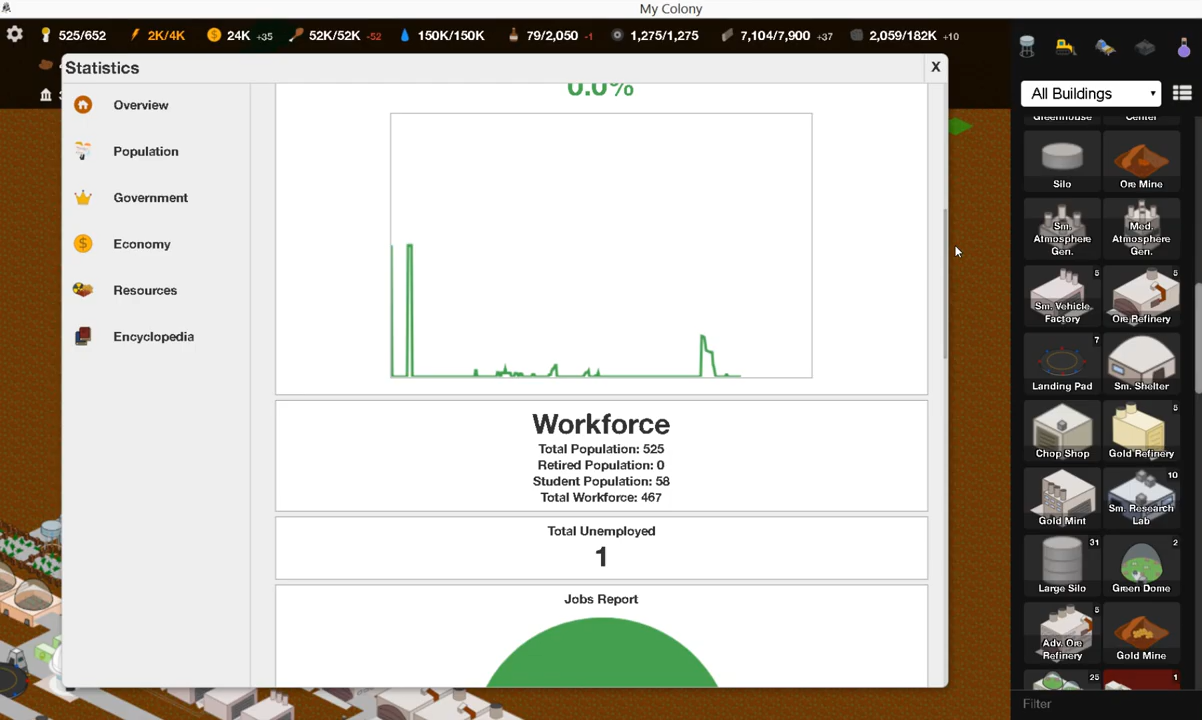 My Colony
525/652 2K/4K 24K +35 52K/52K -52 150K/150K 79/2,050 -1 1,275/1,275 7,104/7,900 +37 2,059/182K +10
Statistics X
Overview
Population
Government
Economy
Resources
Encyclopedia
0.0%
Workforce
Total Population: 525
Retired Population: 0
Student Population: 58
Total Workforce: 467
Total Unemployed
1
Jobs Report
All Buildings
Greenhouse Center
Silo Ore Mine
Sm. Atmosphere Gen. Med. Atmosphere Gen.
5 5
Sm. Vehicle Factory Ore Refinery
7
Landing Pad Sm. Shelter
5
Chop Shop Gold Refinery
10
Gold Mint Sm. Research Lab
31 2
Large Silo Green Dome
5
Adv. Ore Refinery Gold Mine
25 1
Filter